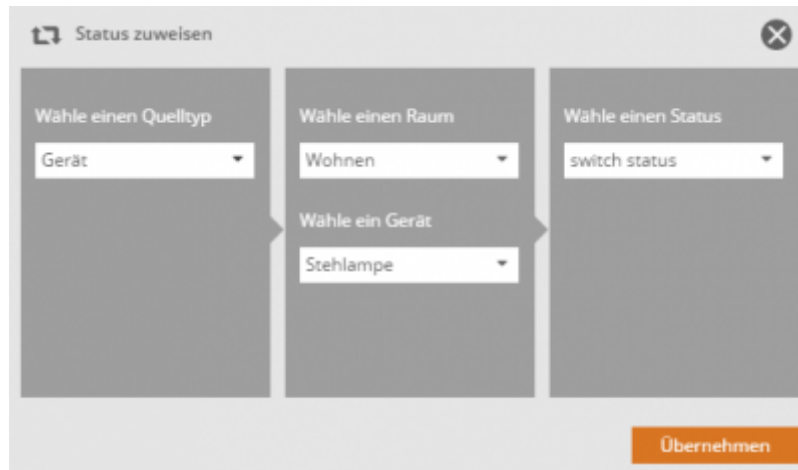 Status zuweisen
Wähle einen Quelltyp
Gerät
Wähle einen Raum
Wohnen
Wähle ein Gerät
Stehlampe
Wähle einen Status
switch status
Übernehmen